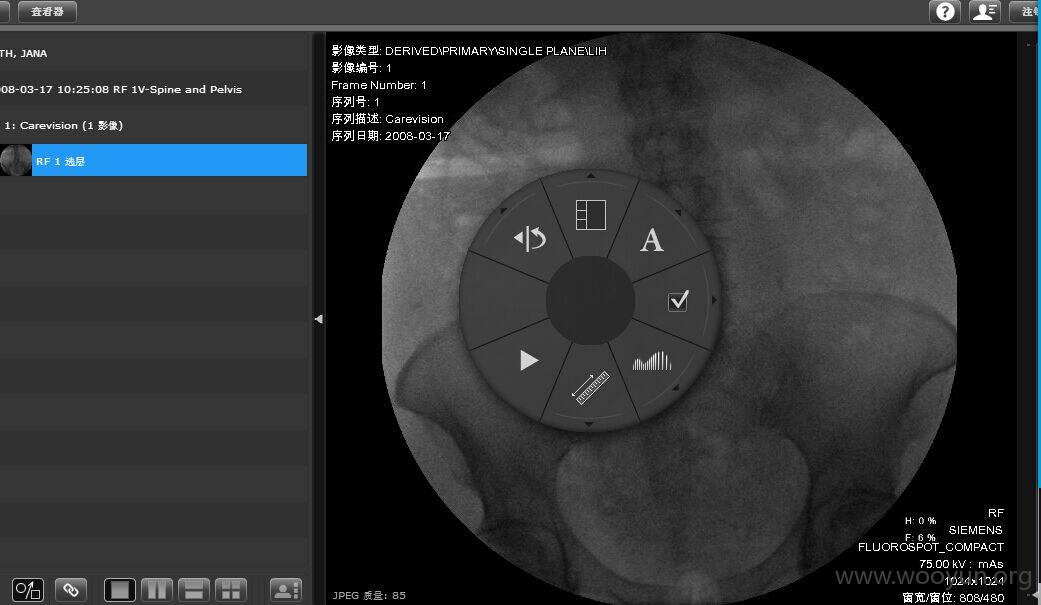 查看器
?
注
TH, JANA
08-03-17 10:25:08 RF 1V-Spine and Pelvis
1: Carevision (1 影像)
RF 1 造层
影像类型: DERIVED\PRIMARY\SINGLE PLANE\LIH
影像编号: 1
Frame Number: 1
序列号: 1
序列描述: Carevision
序列日期: 2008-03-17
A
RF
H: 0 %
SIEMENS
F: 6 %
FLUOROSPOT_COMPACT
75.00 kV : mAs
www.wooyun.org
1024x1024
JPEG 质量: 85
窗宽/窗位: 808/480